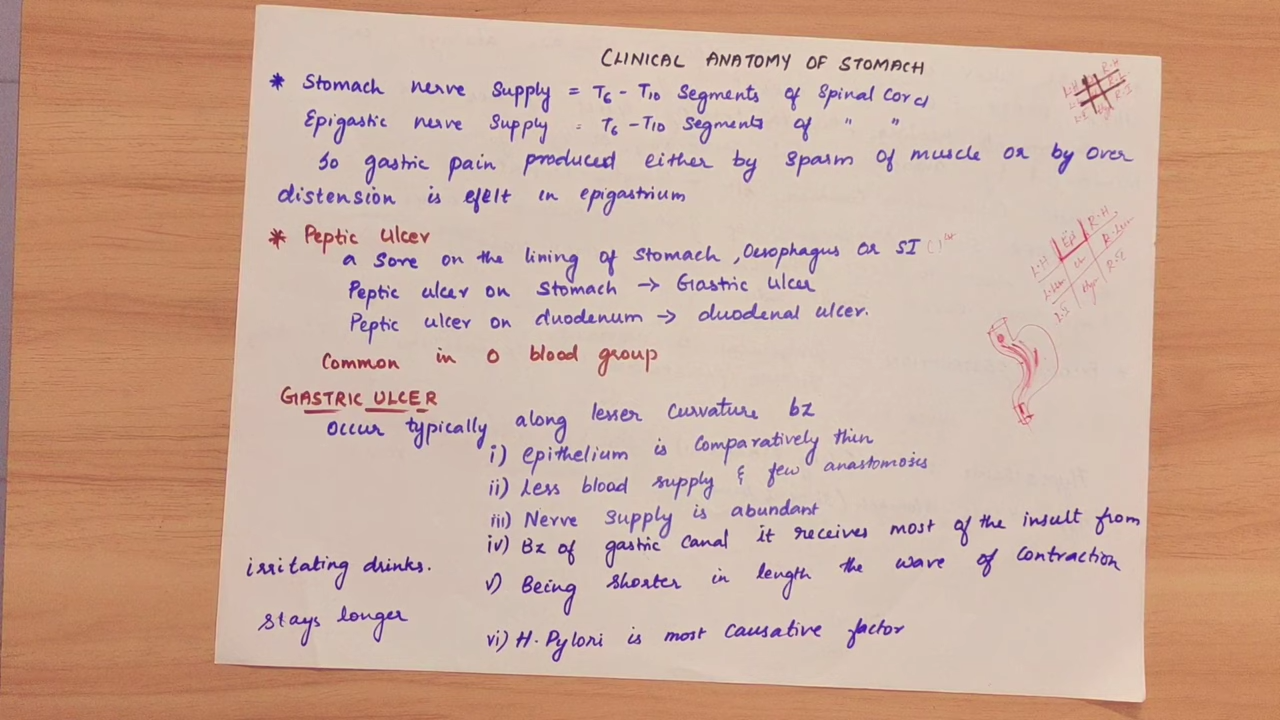 CLINICAL ANATOMY OF STOMACH
* Stomach nerve Supply = T6 - T10 Segments of Spinal Cord
Epigastic nerve Supply = T6 - T10 Segments of " "
So gastric pain produced either by Spasm of muscle or by over
distension is felt in epigastrium
* Peptic Ulcer
a Sore on the lining of Stomach, Oesophagus or SI
Peptic ulcer on Stomach → Gastric Ulcer
Peptic ulcer on duodenum → duodenal ulcer.
Common in O blood group
GASTRIC ULCER
Occur typically along lesser Curvature bz
i) Epithelium is Comparatively thin
ii) Less blood supply & few anastomosis
iii) Nerve Supply is abundant
iv) Bz of gastric Canal it receives most of the insult from
irritating drinks.
v) Being Shorter in length the wave of Contraction
Stays longer
vi) H. Pylori is most Causative factor
R.H
L.H
Epi
R.H
L.H
R.St
Hyp